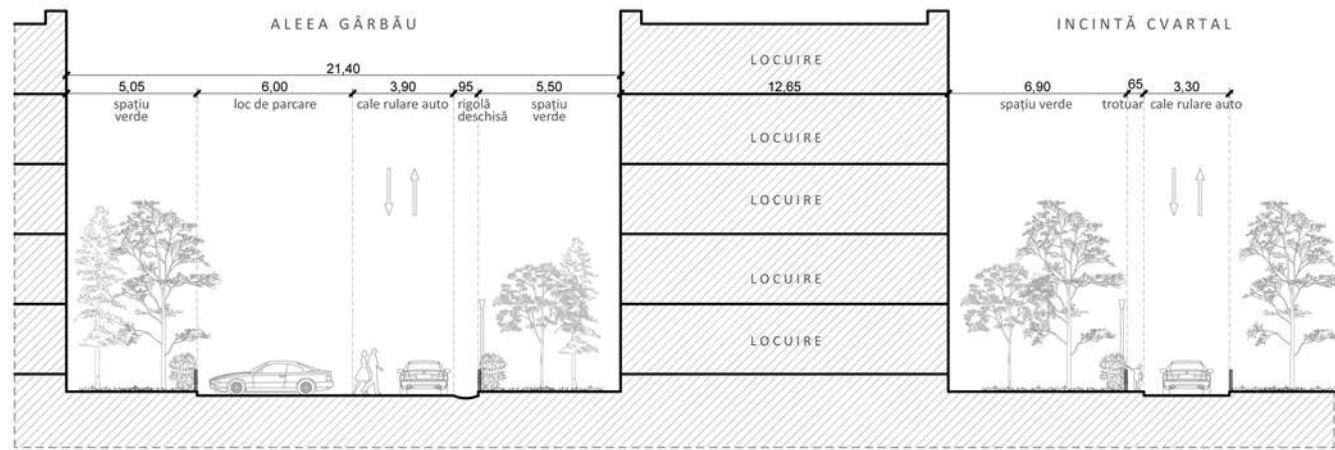 ALEEA GÂRBĂU
INCINTĂ CVARTAL
LOCUIRE
21,40
5,05
6,00
3,90
95
5,50
12,65
6,90
65
3,30
spațiu
verde
loc de parcare
cale rulare auto
rigolă
deschisă
spațiu
verde
spațiu verde
trotuar
cale rulare auto
LOCUIRE
LOCUIRE
LOCUIRE
LOCUIRE